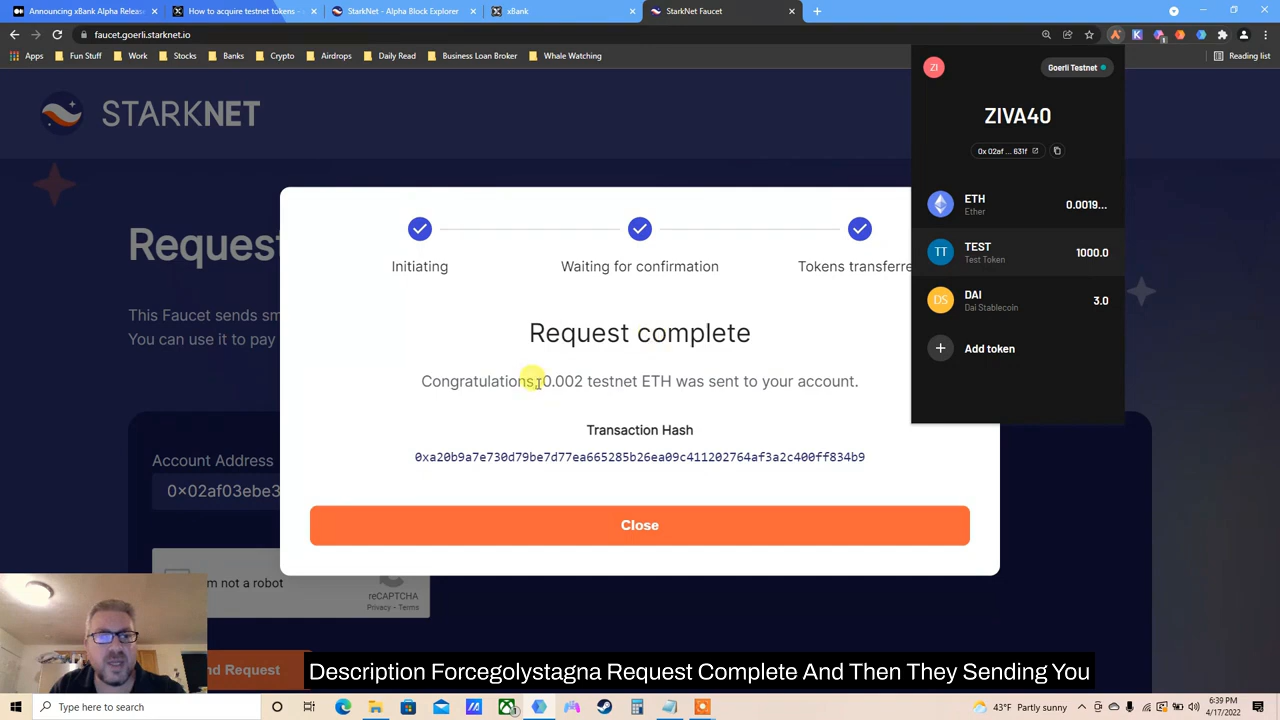 Announcing xBank Alpha Releas
How to acquire testnet tokens -
StarkNet - Alpha Block Explorer
xBank
StarkNet Faucet
faucet.goerli.starknet.io
Apps
Fun Stuff
Work
Stocks
Banks
Crypto
Airdrops
Daily Read
Business Loan Broker
Whale Watching
Reading list
STARKNET
ZI
Goerli Testnet
ZIVA40
0x 02af ... 631f
ETH
Ether
0.0019...
TT
TEST
Test Token
1000.0
DS
DAI
Dai Stablecoin
3.0
Add token
Request
This Faucet sends sm
You can use it to pay
Initiating
Waiting for confirmation
Tokens transferre
Request complete
Congratulations, 0.002 testnet ETH was sent to your account.
Transaction Hash
0xa20b9a7e730d79be7d77ea665285b26ea09c411202764af3a2c400ff834b9
Close
Account Address
0x02af03ebe3
m not a robot
reCAPTCHA
Privacy - Terms
nd Request
Description Forcegolystagna Request Complete And Then They Sending You
Type here to search
43°F Partly sunny
6:39 PM
4/17/2022